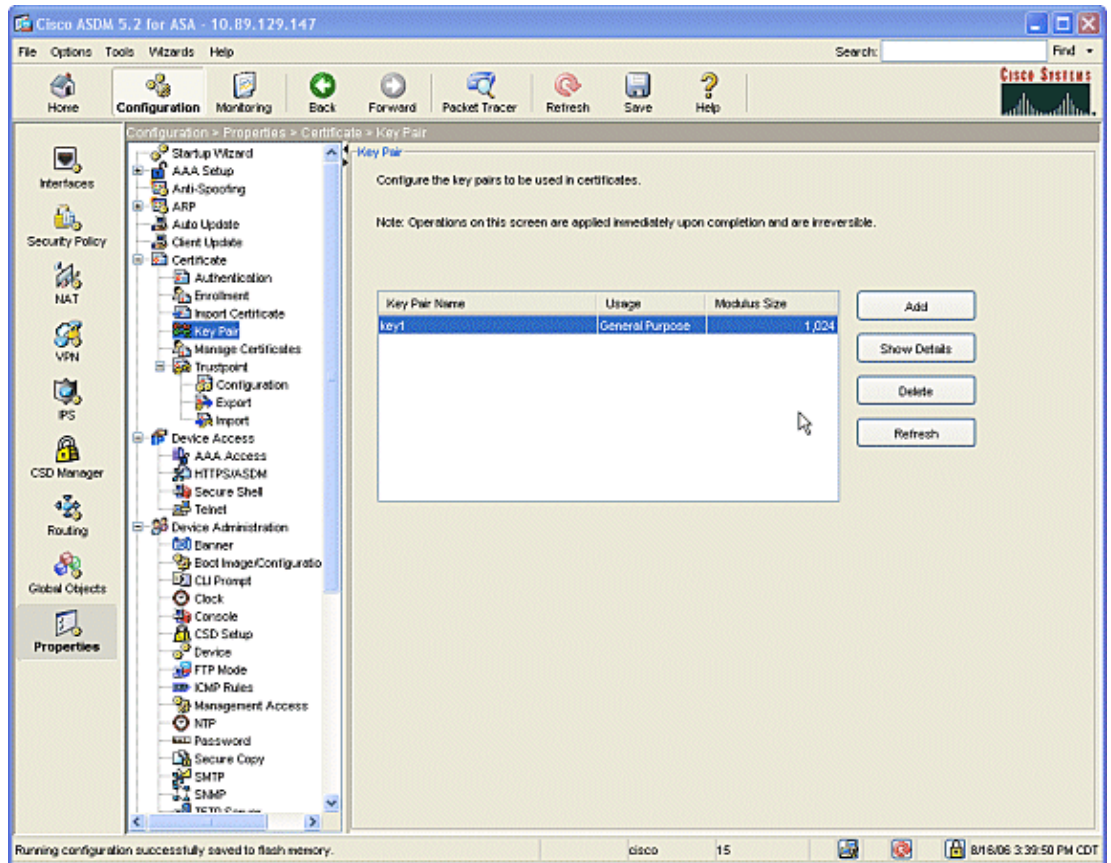 Cisco ASDM 5.2 for ASA - 10.89.129.147
File Options Tools Wizards Help
Search:
Find
Home
Configuration
Monitoring
Back
Forward
Packet Tracer
Refresh
Save
Help
CISCO SYSTEMS
Configuration > Properties > Certificate > Key Pair
Interfaces
Security Policy
NAT
VPN
IPS
CSD Manager
Routing
Global Objects
Properties
Startup Wizard
AAA Setup
Anti-Spoofing
ARP
Auto Update
Client Update
Certificate
Authentication
Enrollment
Import Certificate
Key Pair
Manage Certificates
Trustpoint
Configuration
Export
Import
Device Access
AAA Access
HTTPS/ASDM
Secure Shell
Telnet
Device Administration
Banner
Boot Image/Configuratio
CLI Prompt
Clock
Console
CSD Setup
Device
FTP Mode
ICMP Rules
Management Access
NTP
Password
Secure Copy
SMTP
SNMP
Key Pair
Configure the key pairs to be used in certificates.
Note: Operations on this screen are applied immediately upon completion and are irreversible.
Key Pair Name Usage Modulus Size
key1 General Purpose 1,024
Add
Show Details
Delete
Refresh
Running configuration successfully saved to flash memory.
cisco
15
8/16/06 3:39:50 PM CDT